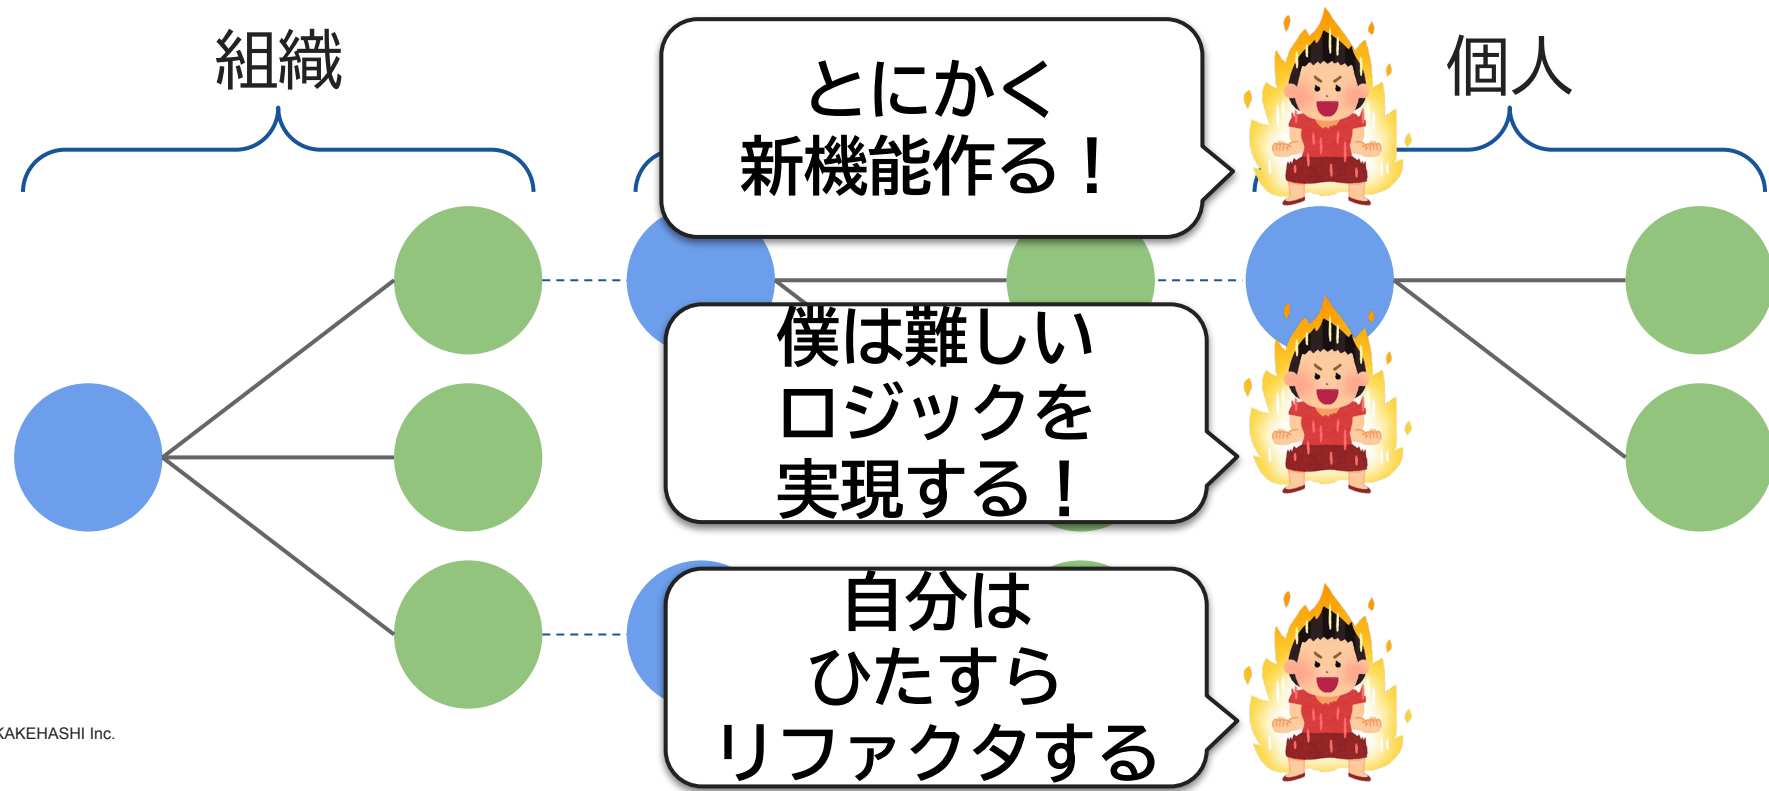 組織
とにかく
新機能作る！
個人
僕は難しい
ロジックを
実現する！
自分は
ひたすら
リファクタする
KAKEHASHI Inc.